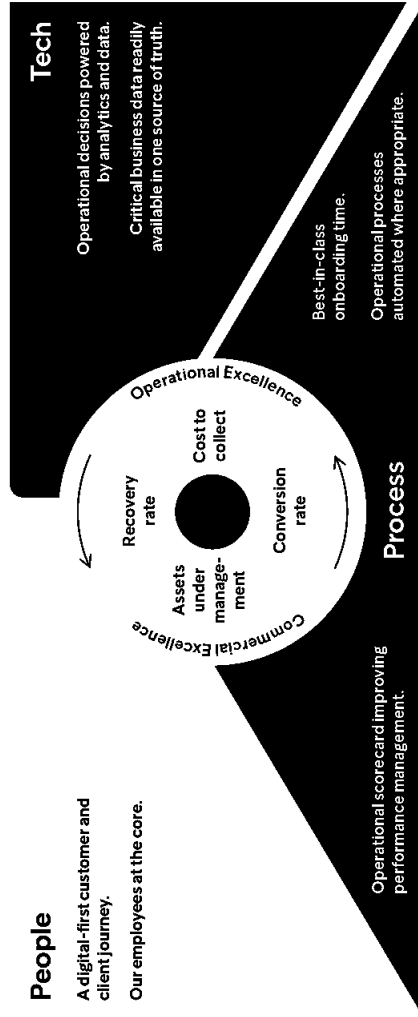 People
A digital-first customer and
client journey.
Our employees at the core.
Tech
Operational decisions powered
by analytics and data.
Critical business data readily
available in one source of truth.
Commercial Excellence
Operational Excellence
Recovery
rate
Assets
under
manage-
ment
Cost to
collect
Conversion
rate
Process
Operational scorecard improving
performance management.
Best-in-class
onboarding time.
Operational processes
automated where appropriate.